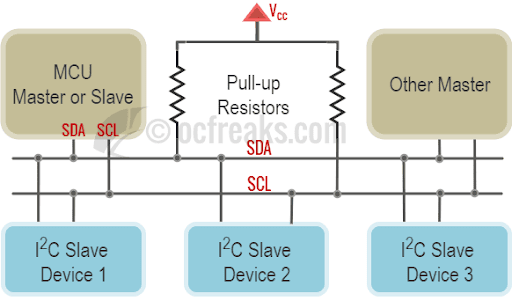 Vcc
MCU
Master or Slave
SDA SCL
Pull-up
Resistors
Other Master
© ocfreaks.com
SDA
SCL
I²C Slave
Device 1
I²C Slave
Device 2
I²C Slave
Device 3